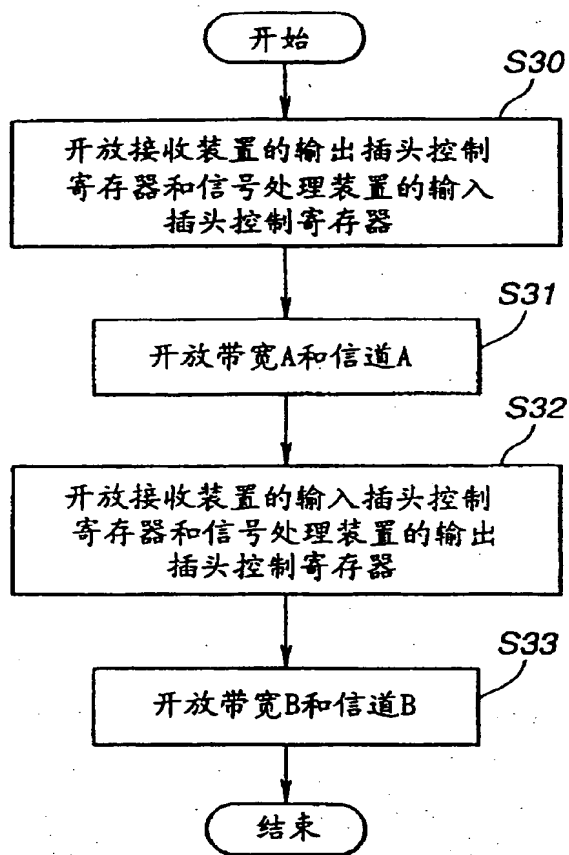 开始
S30
开放接收装置的输出插头控制
寄存器和信号处理装置的输入
插头控制寄存器
S31
开放带宽A和信道A
S32
开放接收装置的输入插头控制
寄存器和信号处理装置的输出
插头控制寄存器
S33
开放带宽B和信道B
结束